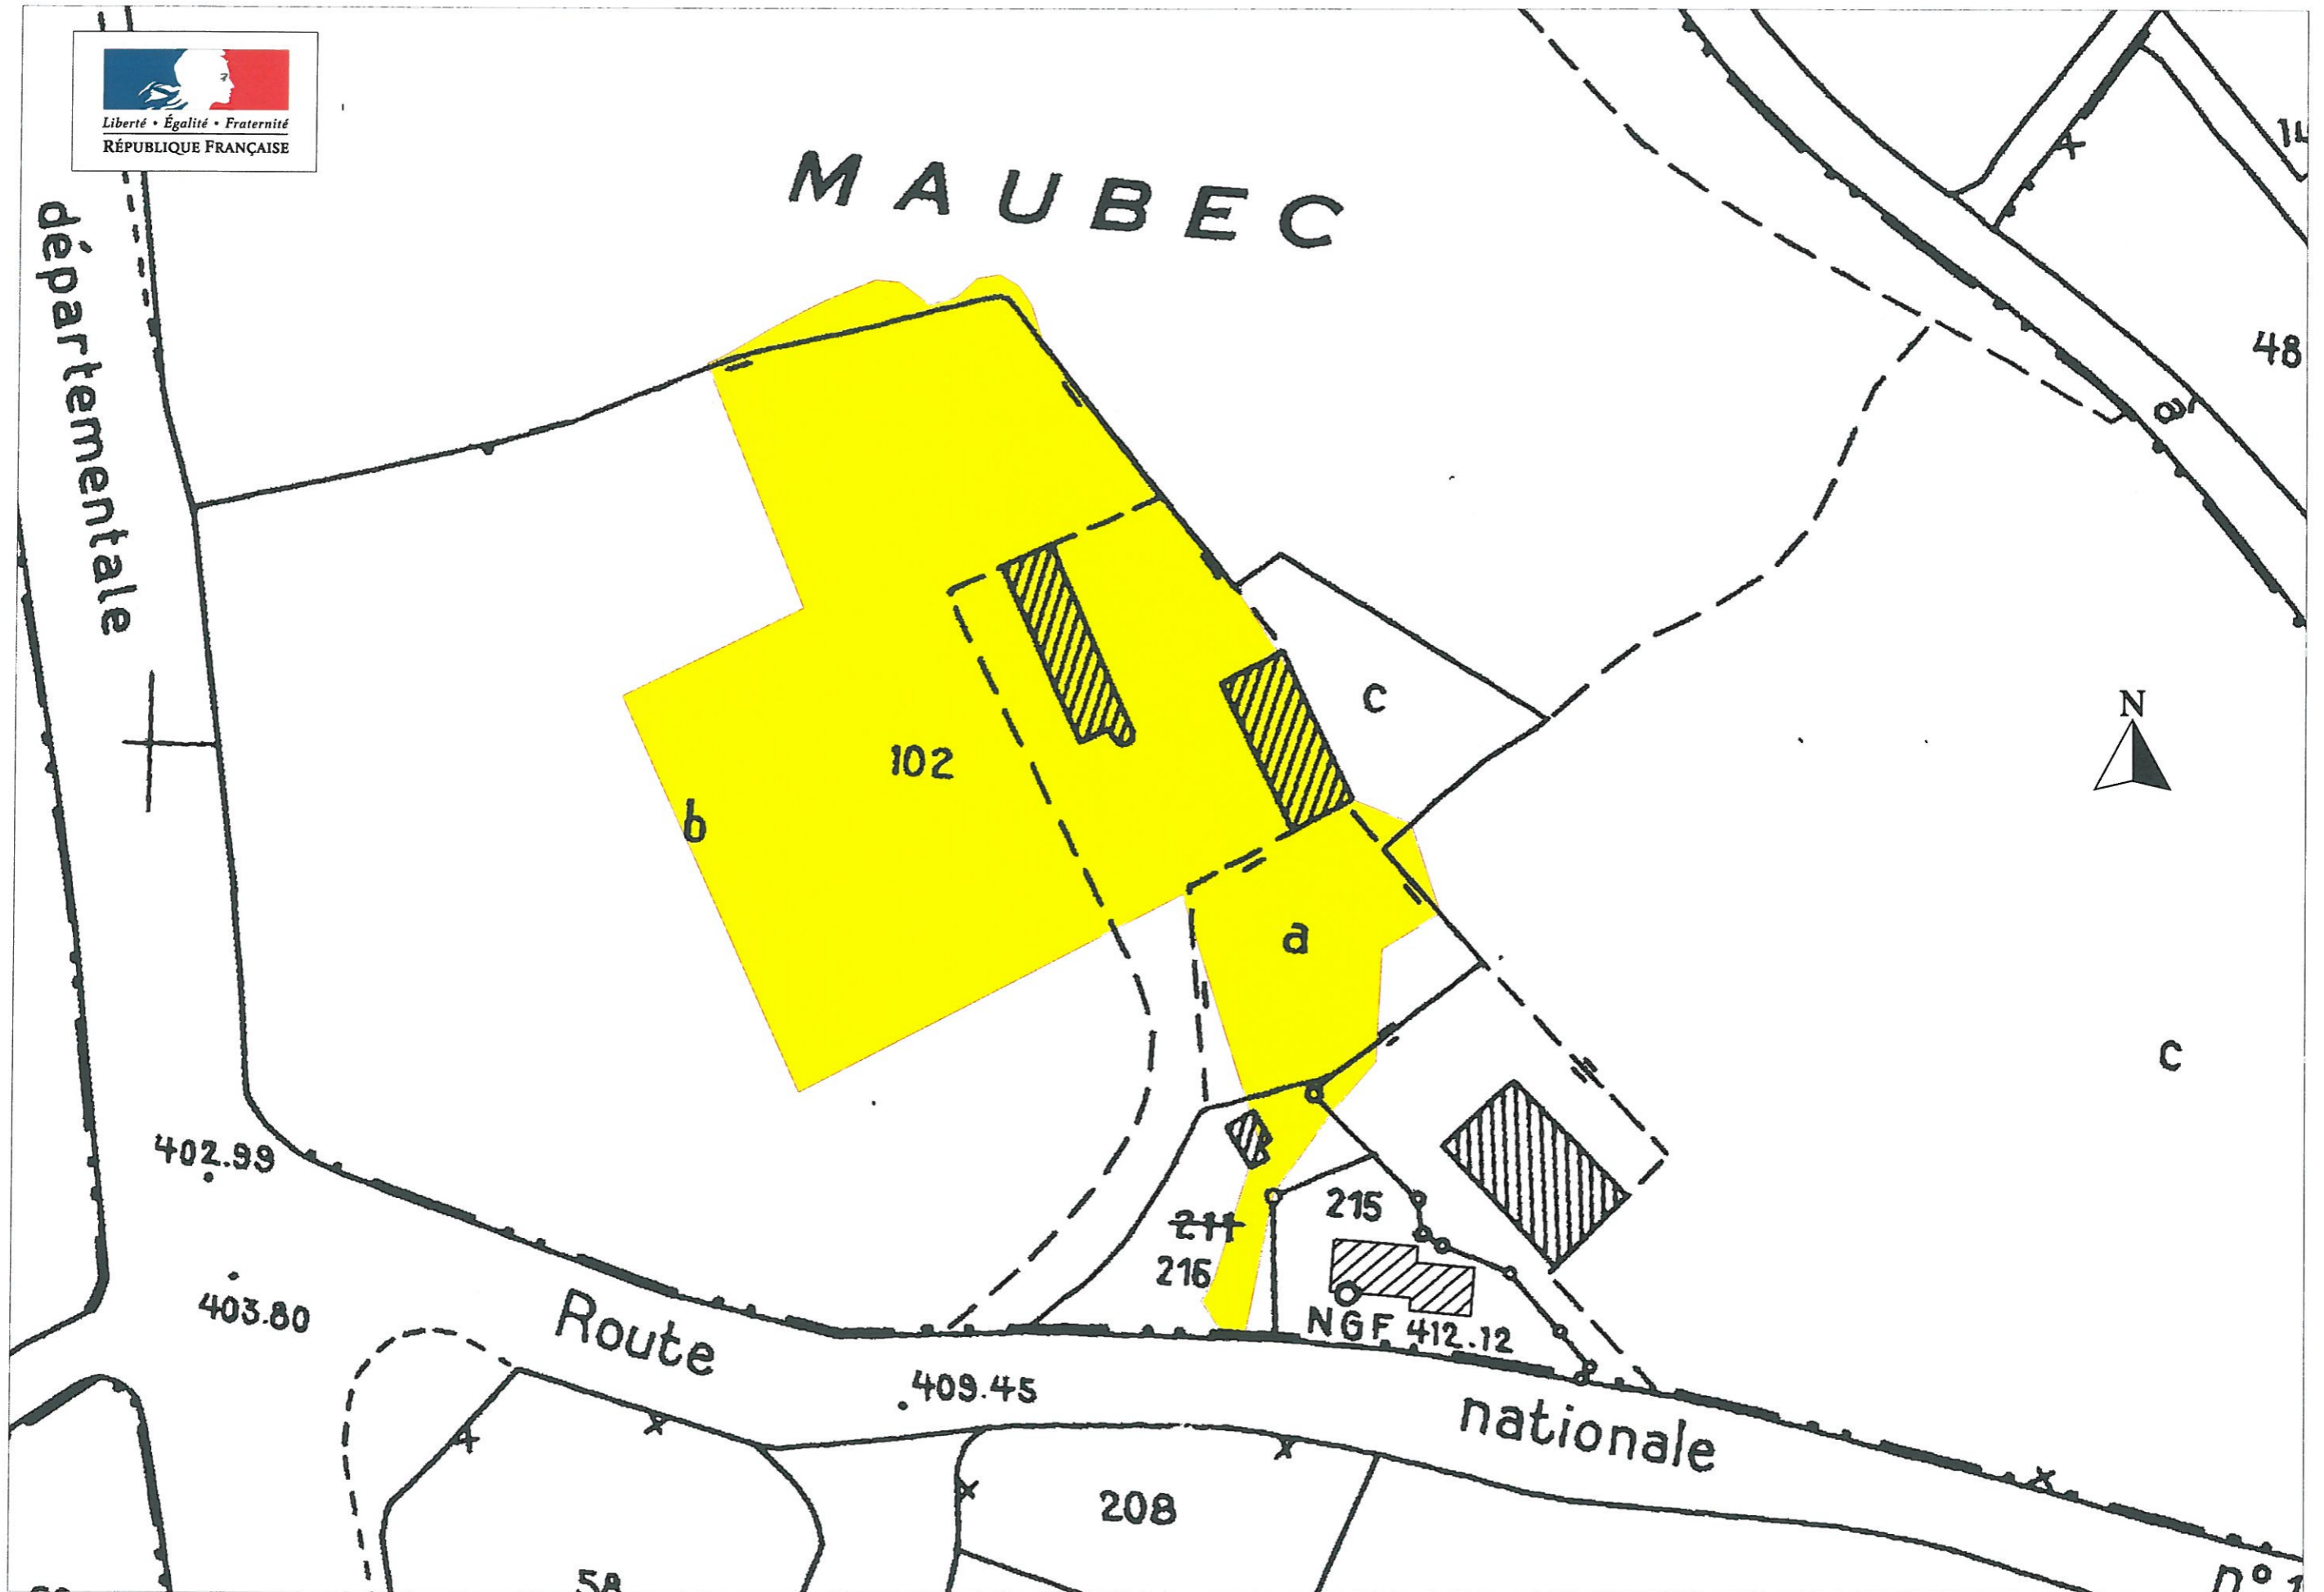 Liberté • Égalité • Fraternité
RÉPUBLIQUE FRANÇAISE
MAUBEC
départementale
48
a'
c
N
102
b
a
c
402.99
403.80
211
216
215
NGF 412.12
Route
nationale
409.45
208
58
n°